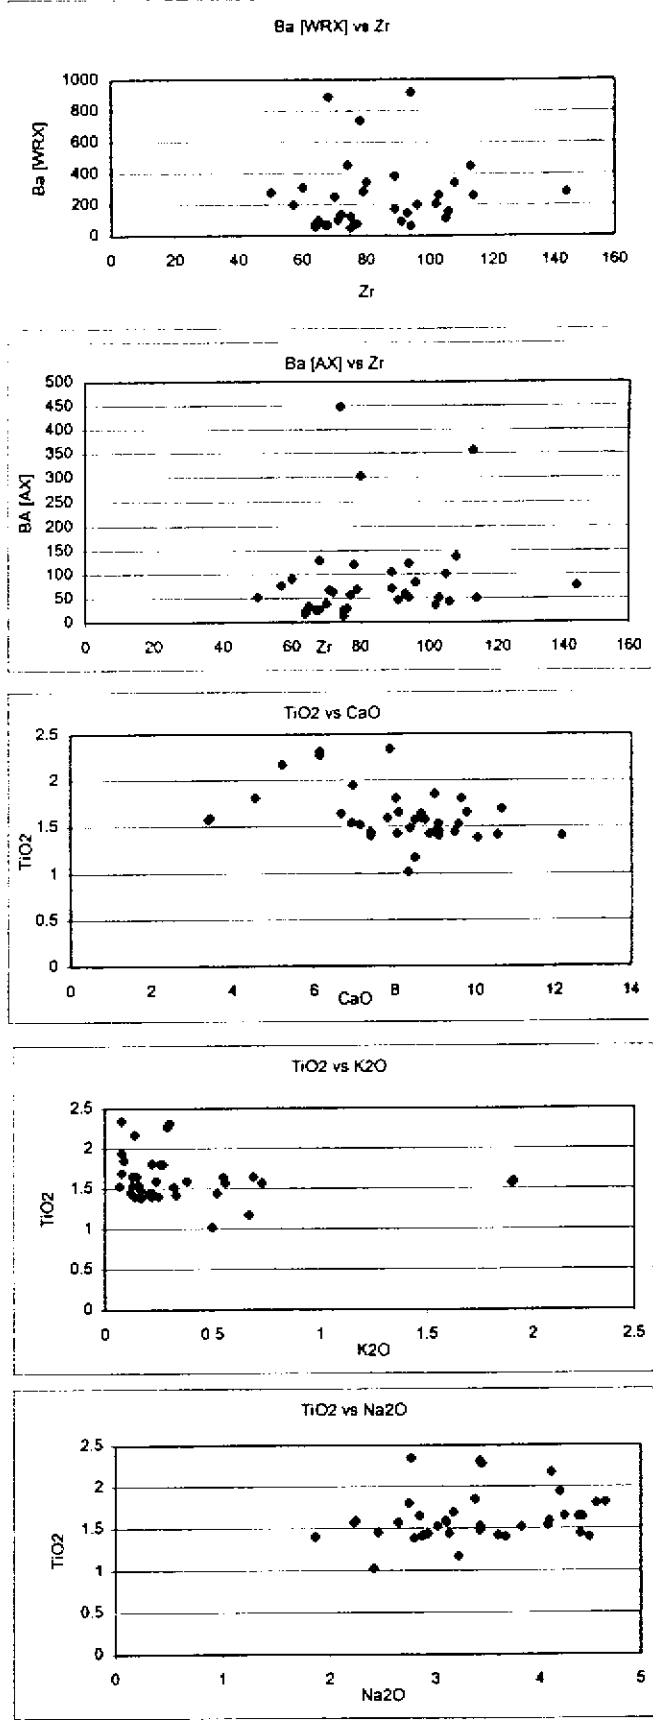 Ba [WRX] vs Zr
1000
800
600
400
200
0
Ba [WRX]
0 20 40 60 80 100 120 140 160
Zr
Ba [AX] vs Zr
500
450
400
350
300
250
200
150
100
50
0
BA [AX]
0 20 40 60 Zr 80 100 120 140 160
TiO2 vs CaO
2.5
2
1.5
1
0.5
0
TiO2
0 2 4 6 8 10 12 14
CaO
TiO2 vs K2O
2.5
2
1.5
1
0.5
0
TiO2
0 0 5 1 1.5 2 2.5
K2O
TiO2 vs Na2O
2.5
2
1.5
1
0.5
0
TiO2
0 1 2 3 4 5
Na2O